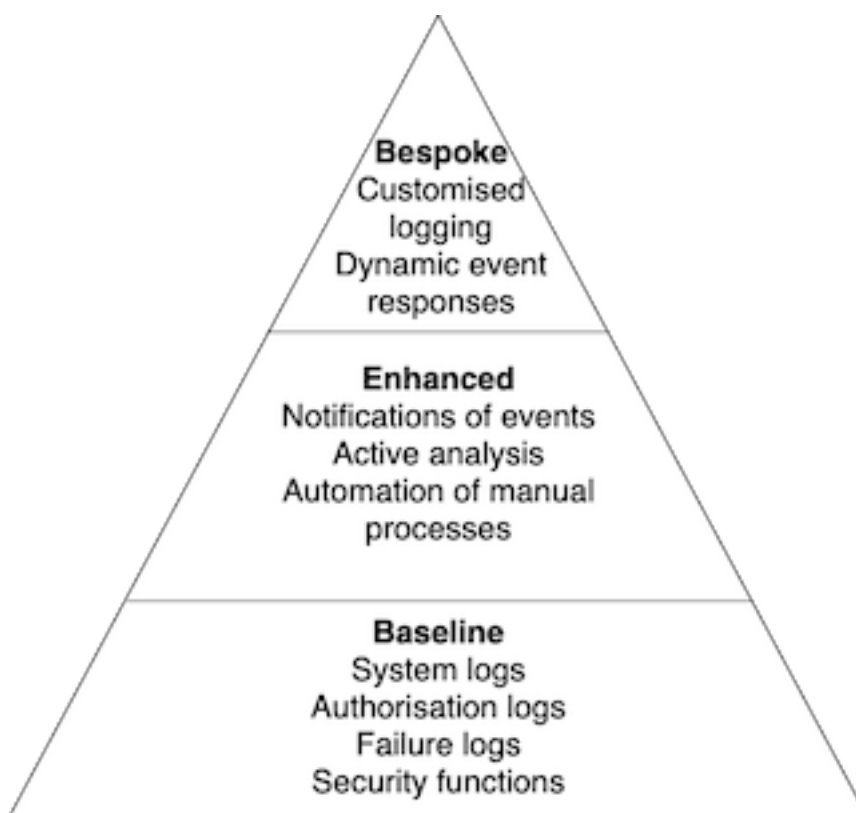 Bespoke
Customised
logging
Dynamic event
responses
Enhanced
Notifications of events
Active analysis
Automation of manual
processes
Baseline
System logs
Authorisation logs
Failure logs
Security functions